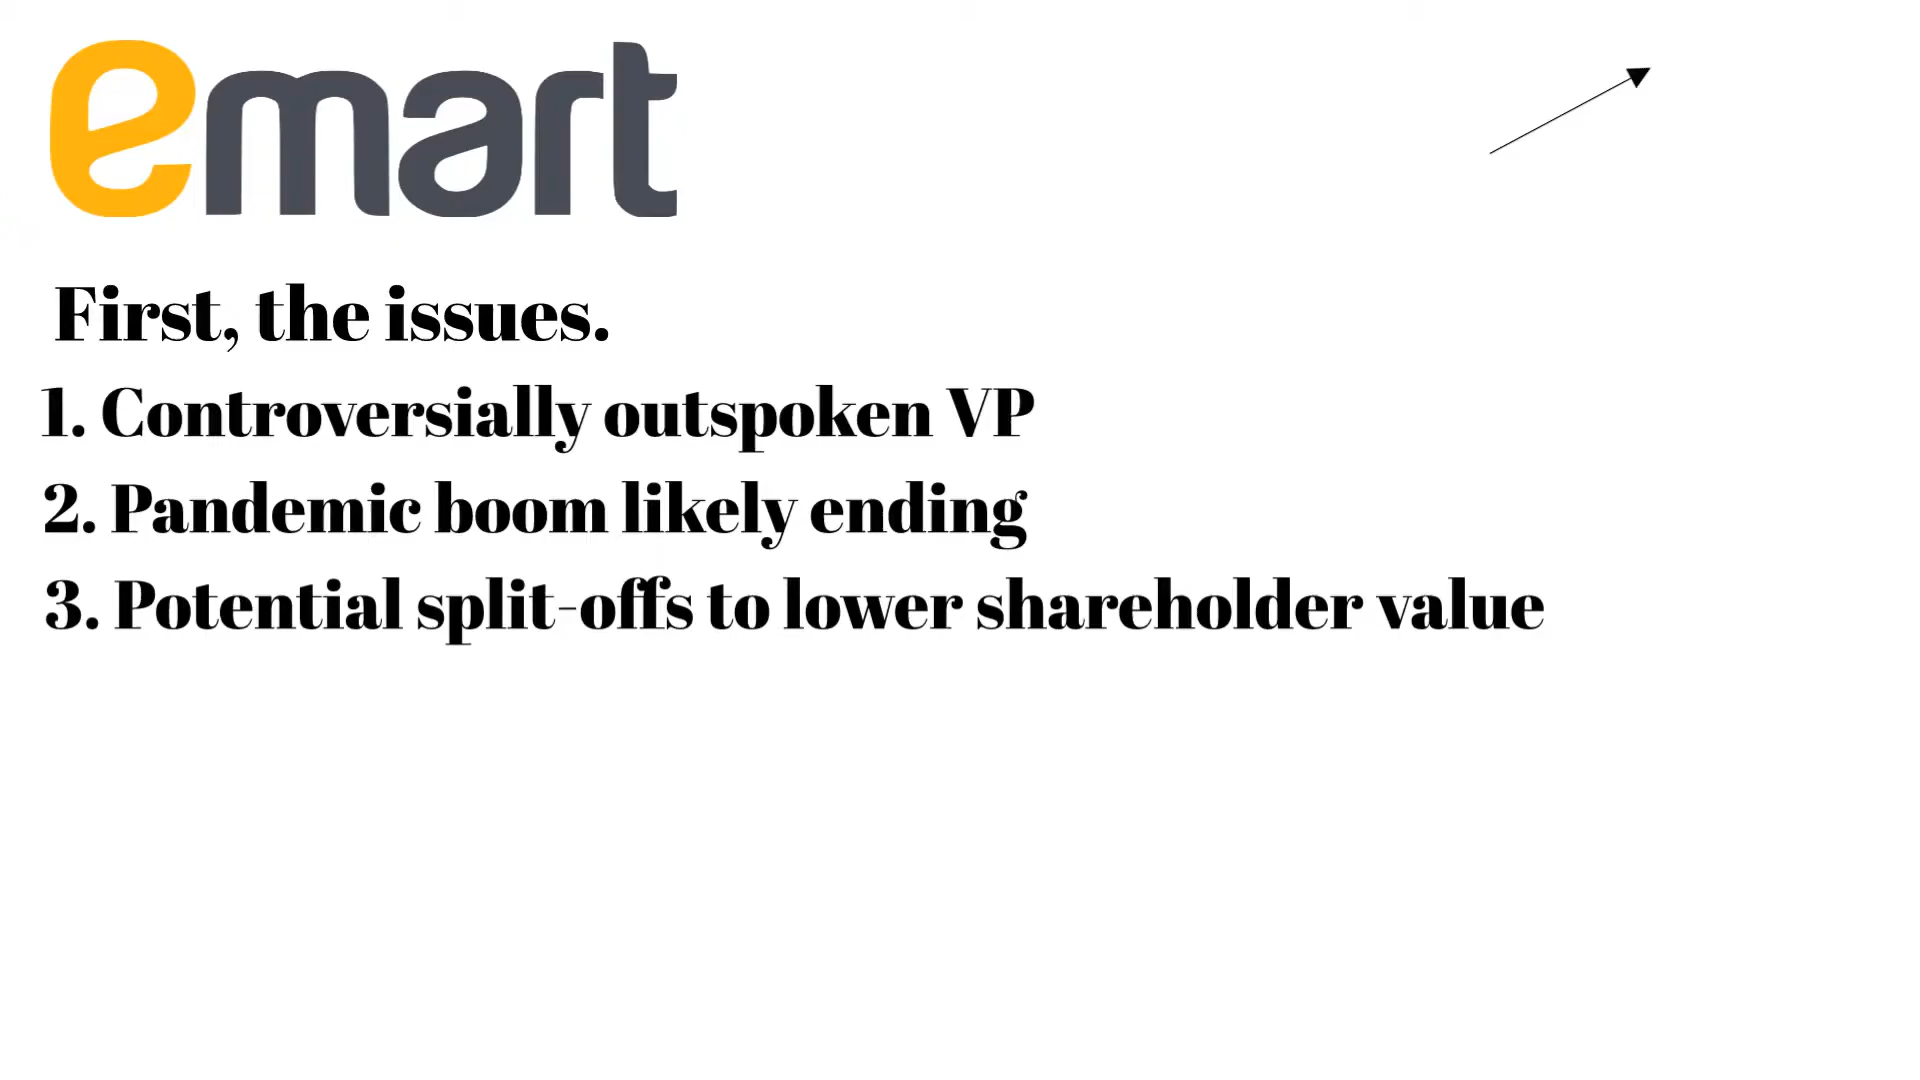 emart
First, the issues.
1. Controversially outspoken VP
2. Pandemic boom likely ending
3. Potential split-offs to lower shareholder value